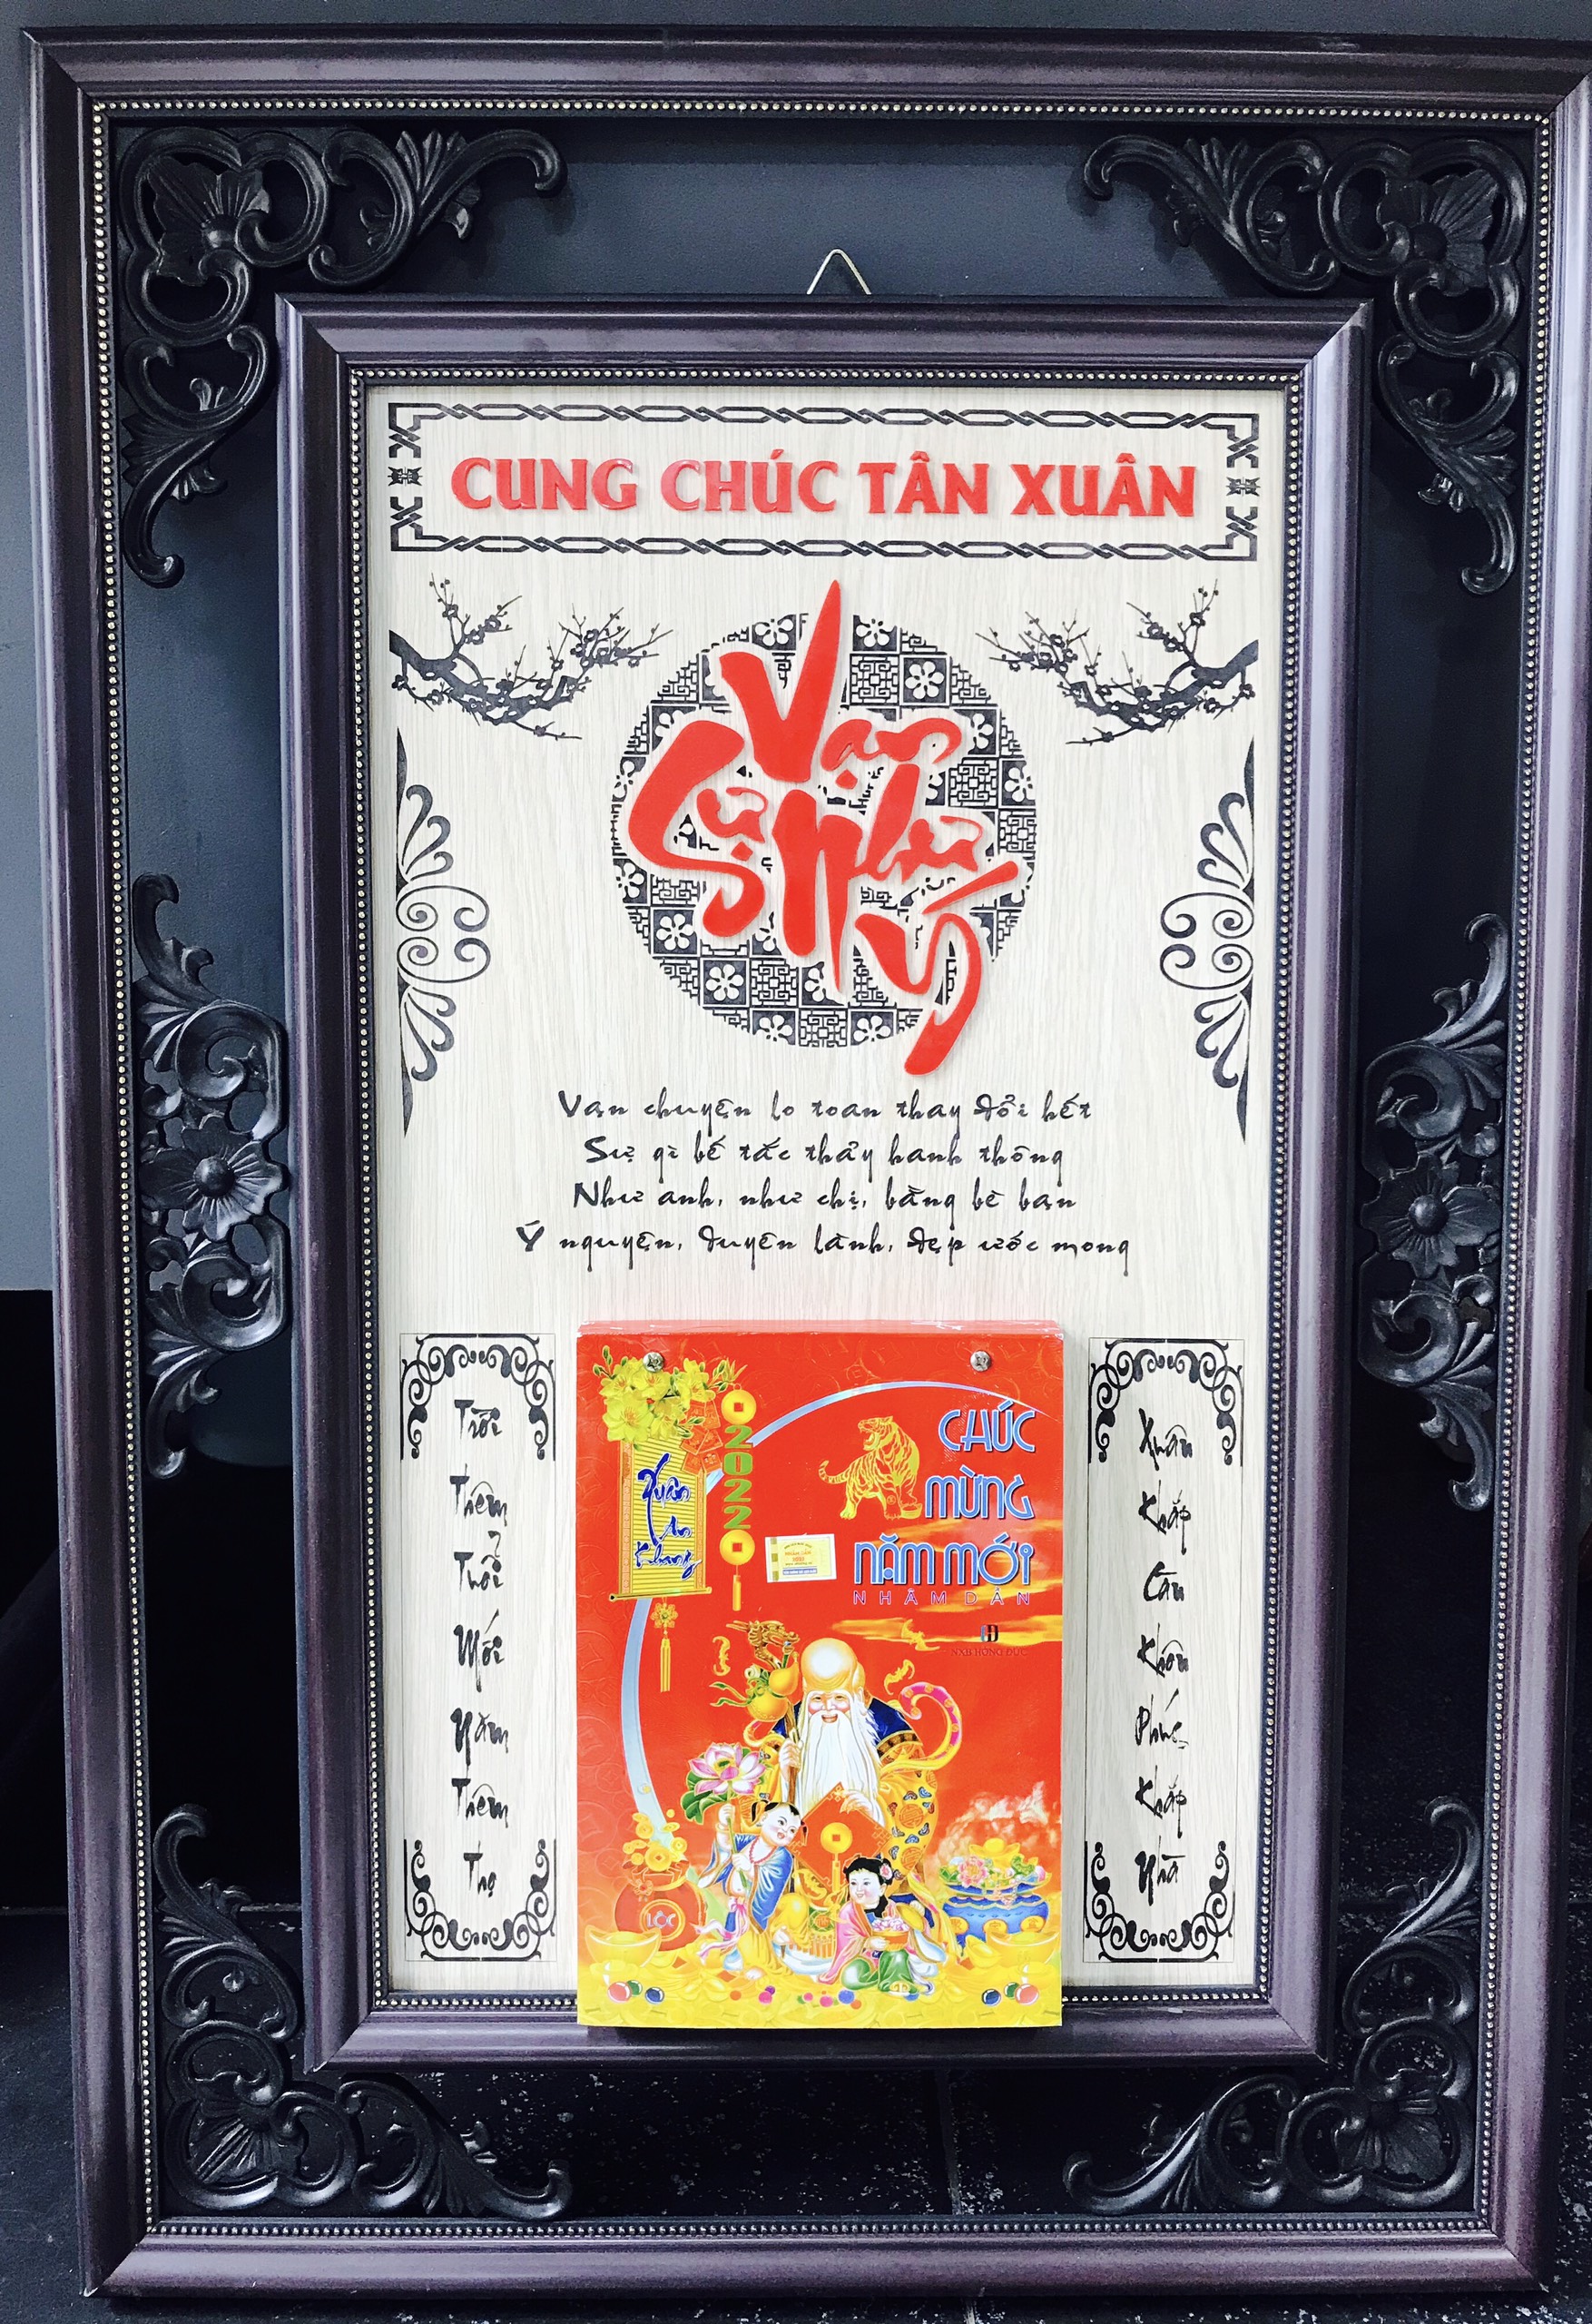 CUNG CHÚC TÂN XUÂN
Vạn
Sự Như
Ý
Vạn chuyện lo toan thay đổi hết
Sự gì bế tắc thảy hanh thông
Như anh, như chị, bằng bè bạn
Ý nguyện, duyên lành, đẹp ước mong
Trời
Thêm
Tuổi
Mới
Năm
Thêm
Thọ
2022
Xuân
An
Khang
CHÚC
MỪNG
NĂM MỚI
NHÂM DẦN
NXB HỒNG ĐỨC
LỘC
Xuân
Khắp
Càn
Khôn
Phúc
Khắp
Nhà